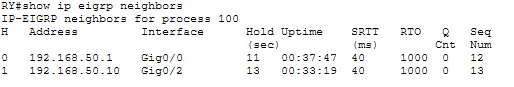 RY#show ip eigrp neighbors
IP-EIGRP neighbors for process 100
H Address Interface Hold Uptime SRTT RTO Q Seq
(sec) (ms) Cnt Num
0 192.168.50.1 Gig0/0 11 00:37:47 40 1000 0 12
1 192.168.50.10 Gig0/2 13 00:33:19 40 1000 0 13